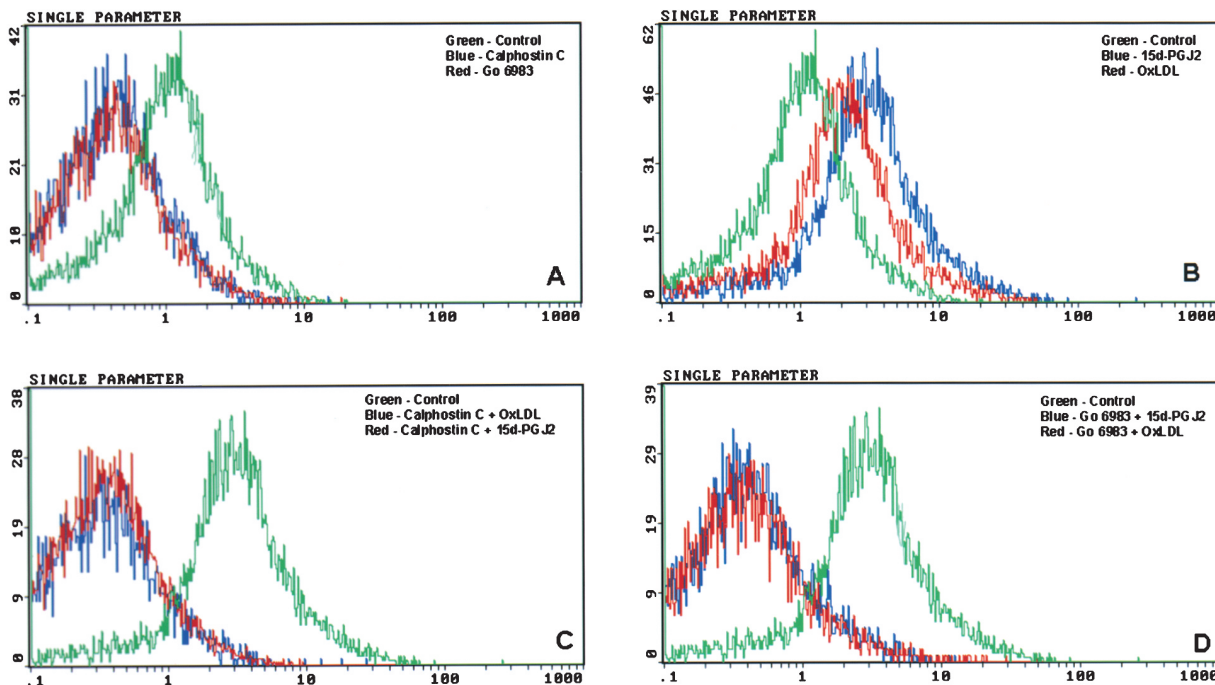 SINGLE PARAMETER
42
31
21
10
0
Green - Control
Blue - Calphostin C
Red - Go 6983
A
.1 1 10 100 1000
SINGLE PARAMETER
62
46
31
15
0
Green - Control
Blue - 15d-PGJ2
Red - OxLDL
B
.1 1 10 100 1000
SINGLE PARAMETER
38
28
19
9
0
Green - Control
Blue - Calphostin C + OxLDL
Red - Calphostin C + 15d-PGJ2
C
.1 1 10 100 1000
SINGLE PARAMETER
39
29
19
9
0
Green - Control
Blue - Go 6983 + 15d-PGJ2
Red - Go 6983 + OxLDL
D
.1 1 10 100 1000